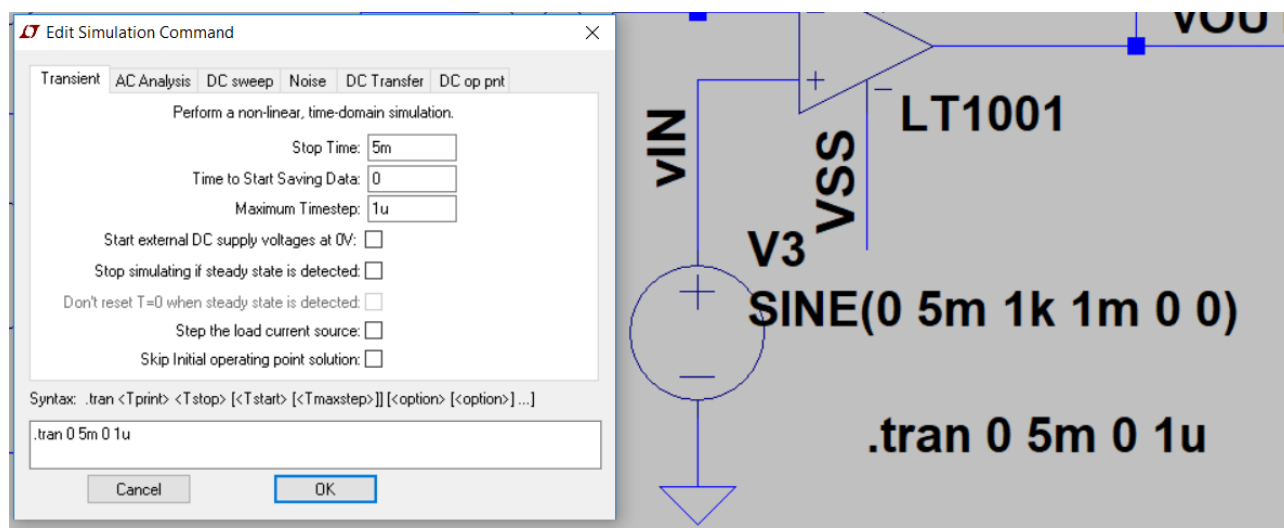 Edit Simulation Command
Transient AC Analysis DC sweep Noise DC Transfer DC op pnt
Perform a non-linear, time-domain simulation.
Stop Time: 5m
Time to Start Saving Data: 0
Maximum Timestep: 1u
Start external DC supply voltages at 0V:
Stop simulating if steady state is detected:
Don't reset T=0 when steady state is detected:
Step the load current source:
Skip Initial operating point solution:
Syntax: .tran <Tprint> <Tstop> [<Tstart> [<Tmaxstep>]] [<option> [<option>] ...]
.tran 0 5m 0 1u
Cancel OK
LT1001
vIN
VSS
V3
SINE(0 5m 1k 1m 0 0)
.tran 0 5m 0 1u